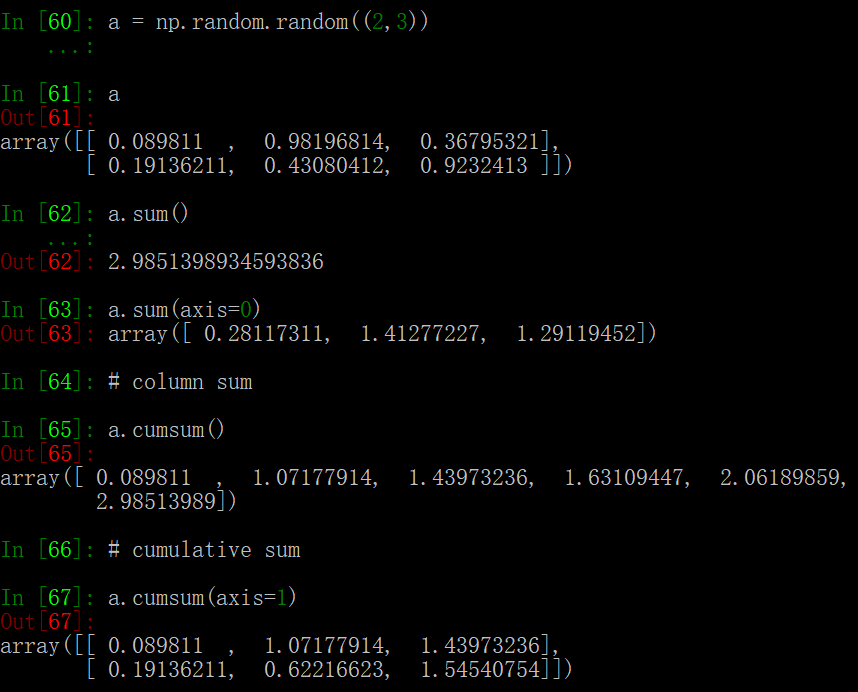 In [60]: a = np.random.random((2,3))
    ...:
In [61]: a
Out[61]:
array([[ 0.089811  ,  0.98196814,  0.36795321],
       [ 0.19136211,  0.43080412,  0.9232413 ]])
In [62]: a.sum()
    ...:
Out[62]: 2.9851398934593836
In [63]: a.sum(axis=0)
Out[63]: array([ 0.28117311,  1.41277227,  1.29119452])
In [64]: # column sum
In [65]: a.cumsum()
Out[65]:
array([ 0.089811  ,  1.07177914,  1.43973236,  1.63109447,  2.06189859,
        2.98513989])
In [66]: # cumulative sum
In [67]: a.cumsum(axis=1)
Out[67]:
array([[ 0.089811  ,  1.07177914,  1.43973236],
       [ 0.19136211,  0.62216623,  1.54540754]])